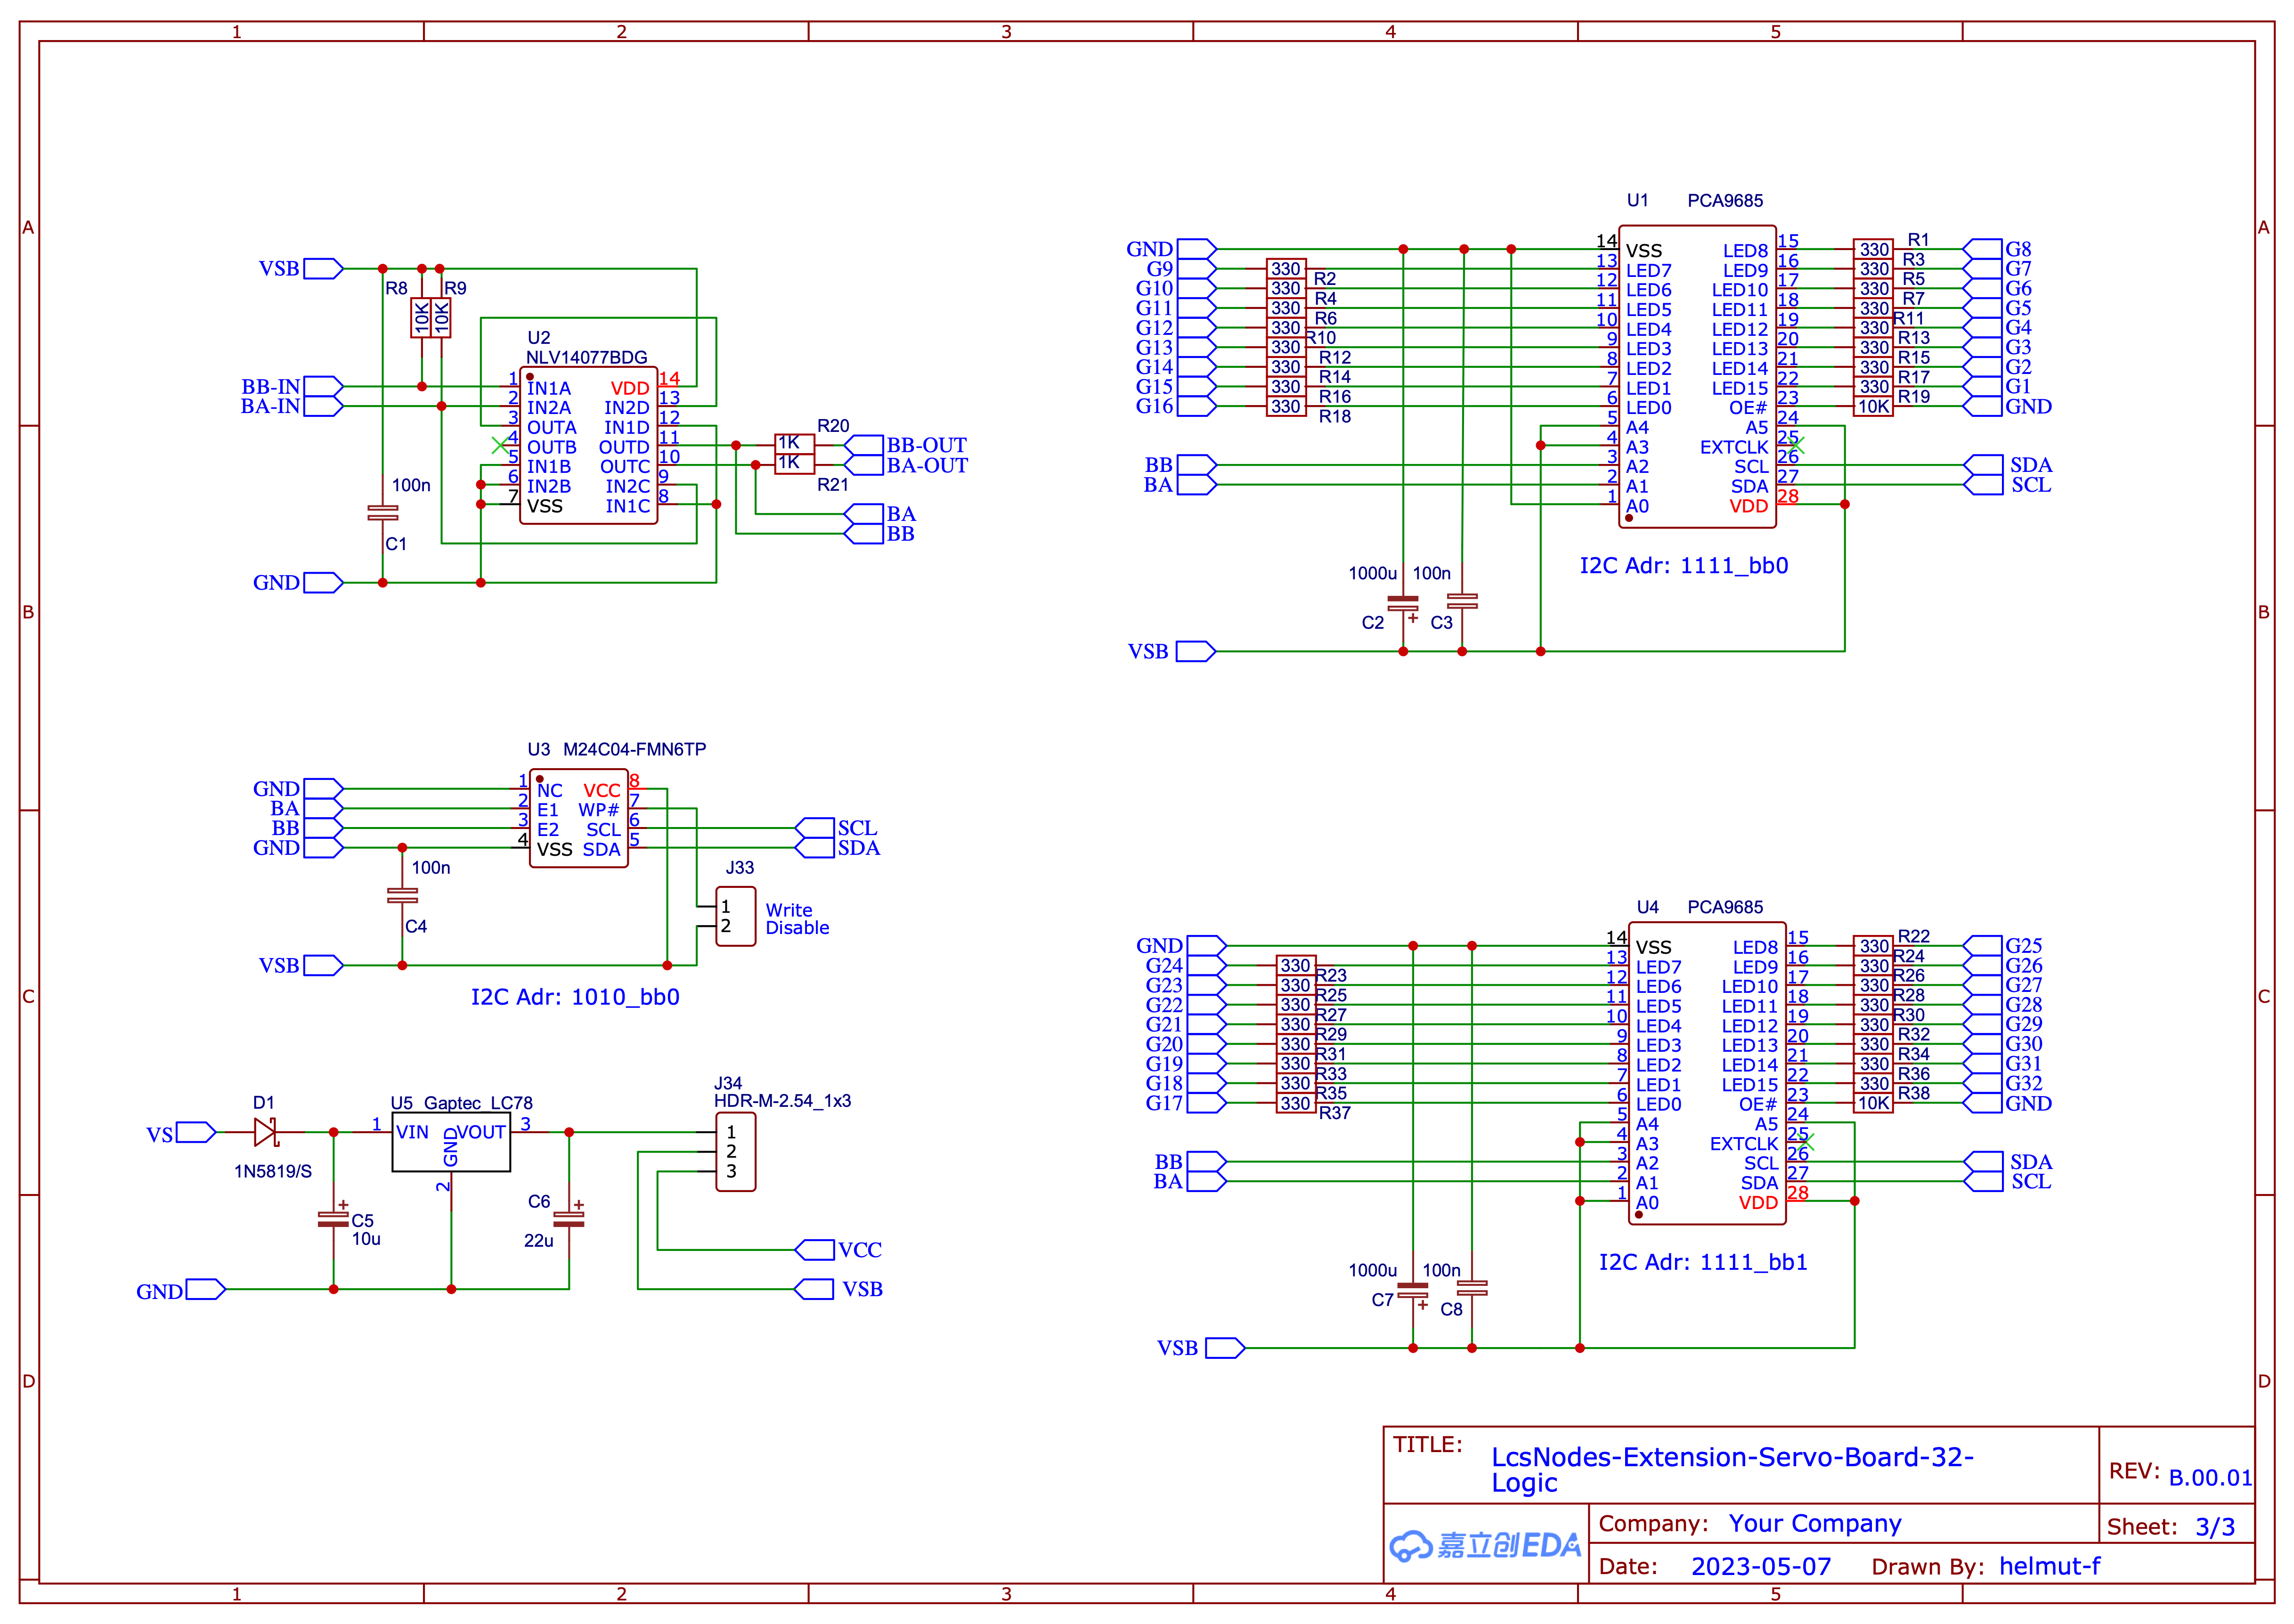 1 2 3 4 5
A A
B B
C C
D D
VSB
R8 R9
10K 10K
U2
NLV14077BDG
BB-IN
BA-IN
1 IN1A VDD 14
2 IN2A IN2D 13
3 OUTA IN1D 12
4 OUTB OUTD 11
5 IN1B OUTC 10
6 IN2B IN2C 9
7 VSS IN1C 8
R20
1K BB-OUT
1K BA-OUT
R21
BA
BB
100n
C1
GND
U1 PCA9685
GND 14 VSS LED8 15 330 R1 G8
G9 330 R2 13 LED7 LED9 16 330 R3 G7
G10 330 R4 12 LED6 LED10 17 330 R5 G6
G11 330 R6 11 LED5 LED11 18 330 R7 G5
G12 330 R10 10 LED4 LED12 19 330 R11 G4
G13 330 R12 9 LED3 LED13 20 330 R13 G3
G14 330 R14 8 LED2 LED14 21 330 R15 G2
G15 330 R16 7 LED1 LED15 22 330 R17 G1
G16 330 R18 6 LED0 OE# 23 10K R19 GND
5 A4 A5 24
4 A3 EXTCLK 25
BB 3 A2 SCL 26 SDA
BA 2 A1 SDA 27 SCL
1 A0 VDD 28
I2C Adr: 1111_bb0
1000u 100n
C2 + C3
VSB
U3 M24C04-FMN6TP
GND 1 NC VCC 8
BA 2 E1 WP# 7
BB 3 E2 SCL 6 SCL
GND 4 VSS SDA 5 SDA
100n
C4
J33
1 Write
2 Disable
VSB
I2C Adr: 1010_bb0
D1
VS
1N5819/S
U5 Gaptec LC78
1 VIN GND VOUT 3
2
+ C5
10u
C6 +
22u
GND
J34
HDR-M-2.54_1x3
1
2
3
VCC
VSB
U4 PCA9685
GND 14 VSS LED8 15 330 R22 G25
G24 330 R23 13 LED7 LED9 16 330 R24 G26
G23 330 R25 12 LED6 LED10 17 330 R26 G27
G22 330 R27 11 LED5 LED11 18 330 R28 G28
G21 330 R29 10 LED4 LED12 19 330 R30 G29
G20 330 R31 9 LED3 LED13 20 330 R32 G30
G19 330 R33 8 LED2 LED14 21 330 R34 G31
G18 330 R35 7 LED1 LED15 22 330 R36 G32
G17 330 R37 6 LED0 OE# 23 10K R38 GND
5 A4 A5 24
4 A3 EXTCLK 25
BB 3 A2 SCL 26 SDA
BA 2 A1 SDA 27 SCL
1 A0 VDD 28
I2C Adr: 1111_bb1
1000u 100n
C7 + C8
VSB
TITLE: LcsNodes-Extension-Servo-Board-32-
Logic
REV: B.00.01
嘉立创EDA
Company: Your Company
Sheet: 3/3
Date: 2023-05-07 Drawn By: helmut-f
1 2 3 4 5